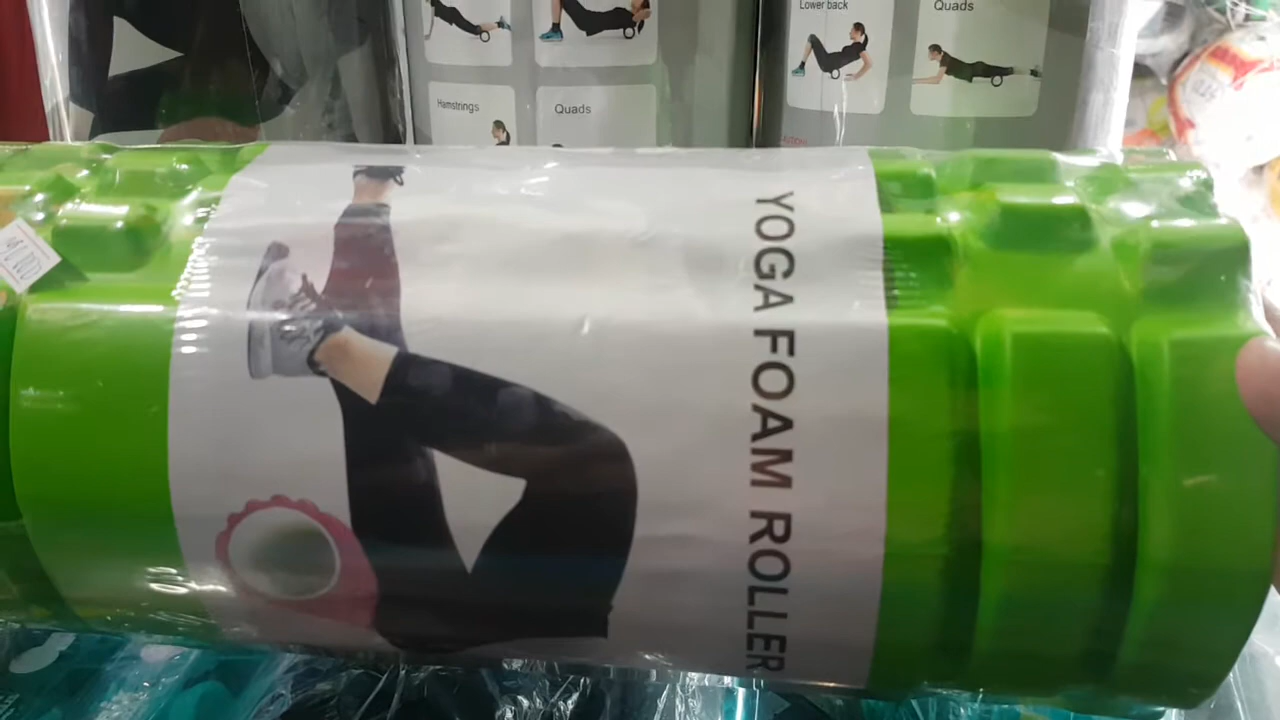 Lower back
Quads
Hamstrings
Quads
YOGA FOAM ROLLER